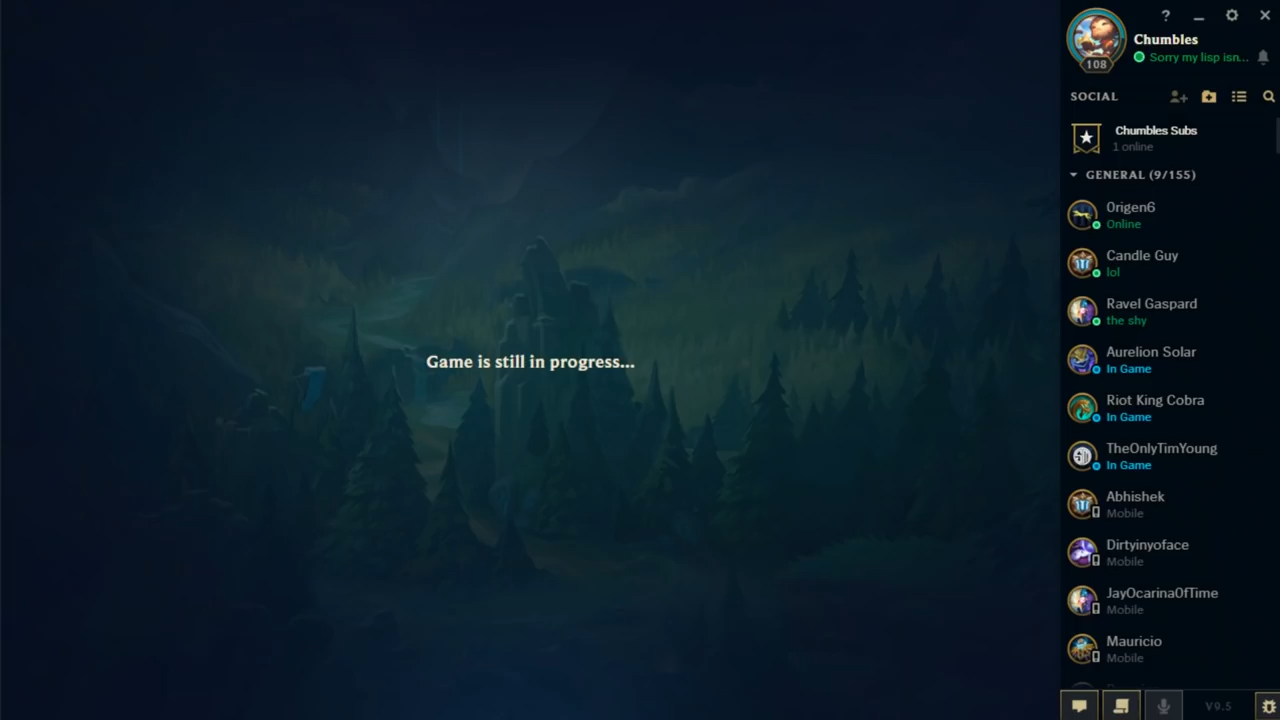 ?
Chumbles
Sorry my lisp isn...
108
SOCIAL
Chumbles Subs
1 online
GENERAL (9/155)
Origen6
Online
Candle Guy
lol
Ravel Gaspard
the shy
Aurelion Solar
In Game
Riot King Cobra
In Game
TheOnlyTimYoung
In Game
Abhishek
Mobile
Dirtyinyoface
Mobile
JayOcarinaOfTime
Mobile
Mauricio
Mobile
Game is still in progress...
V9.5